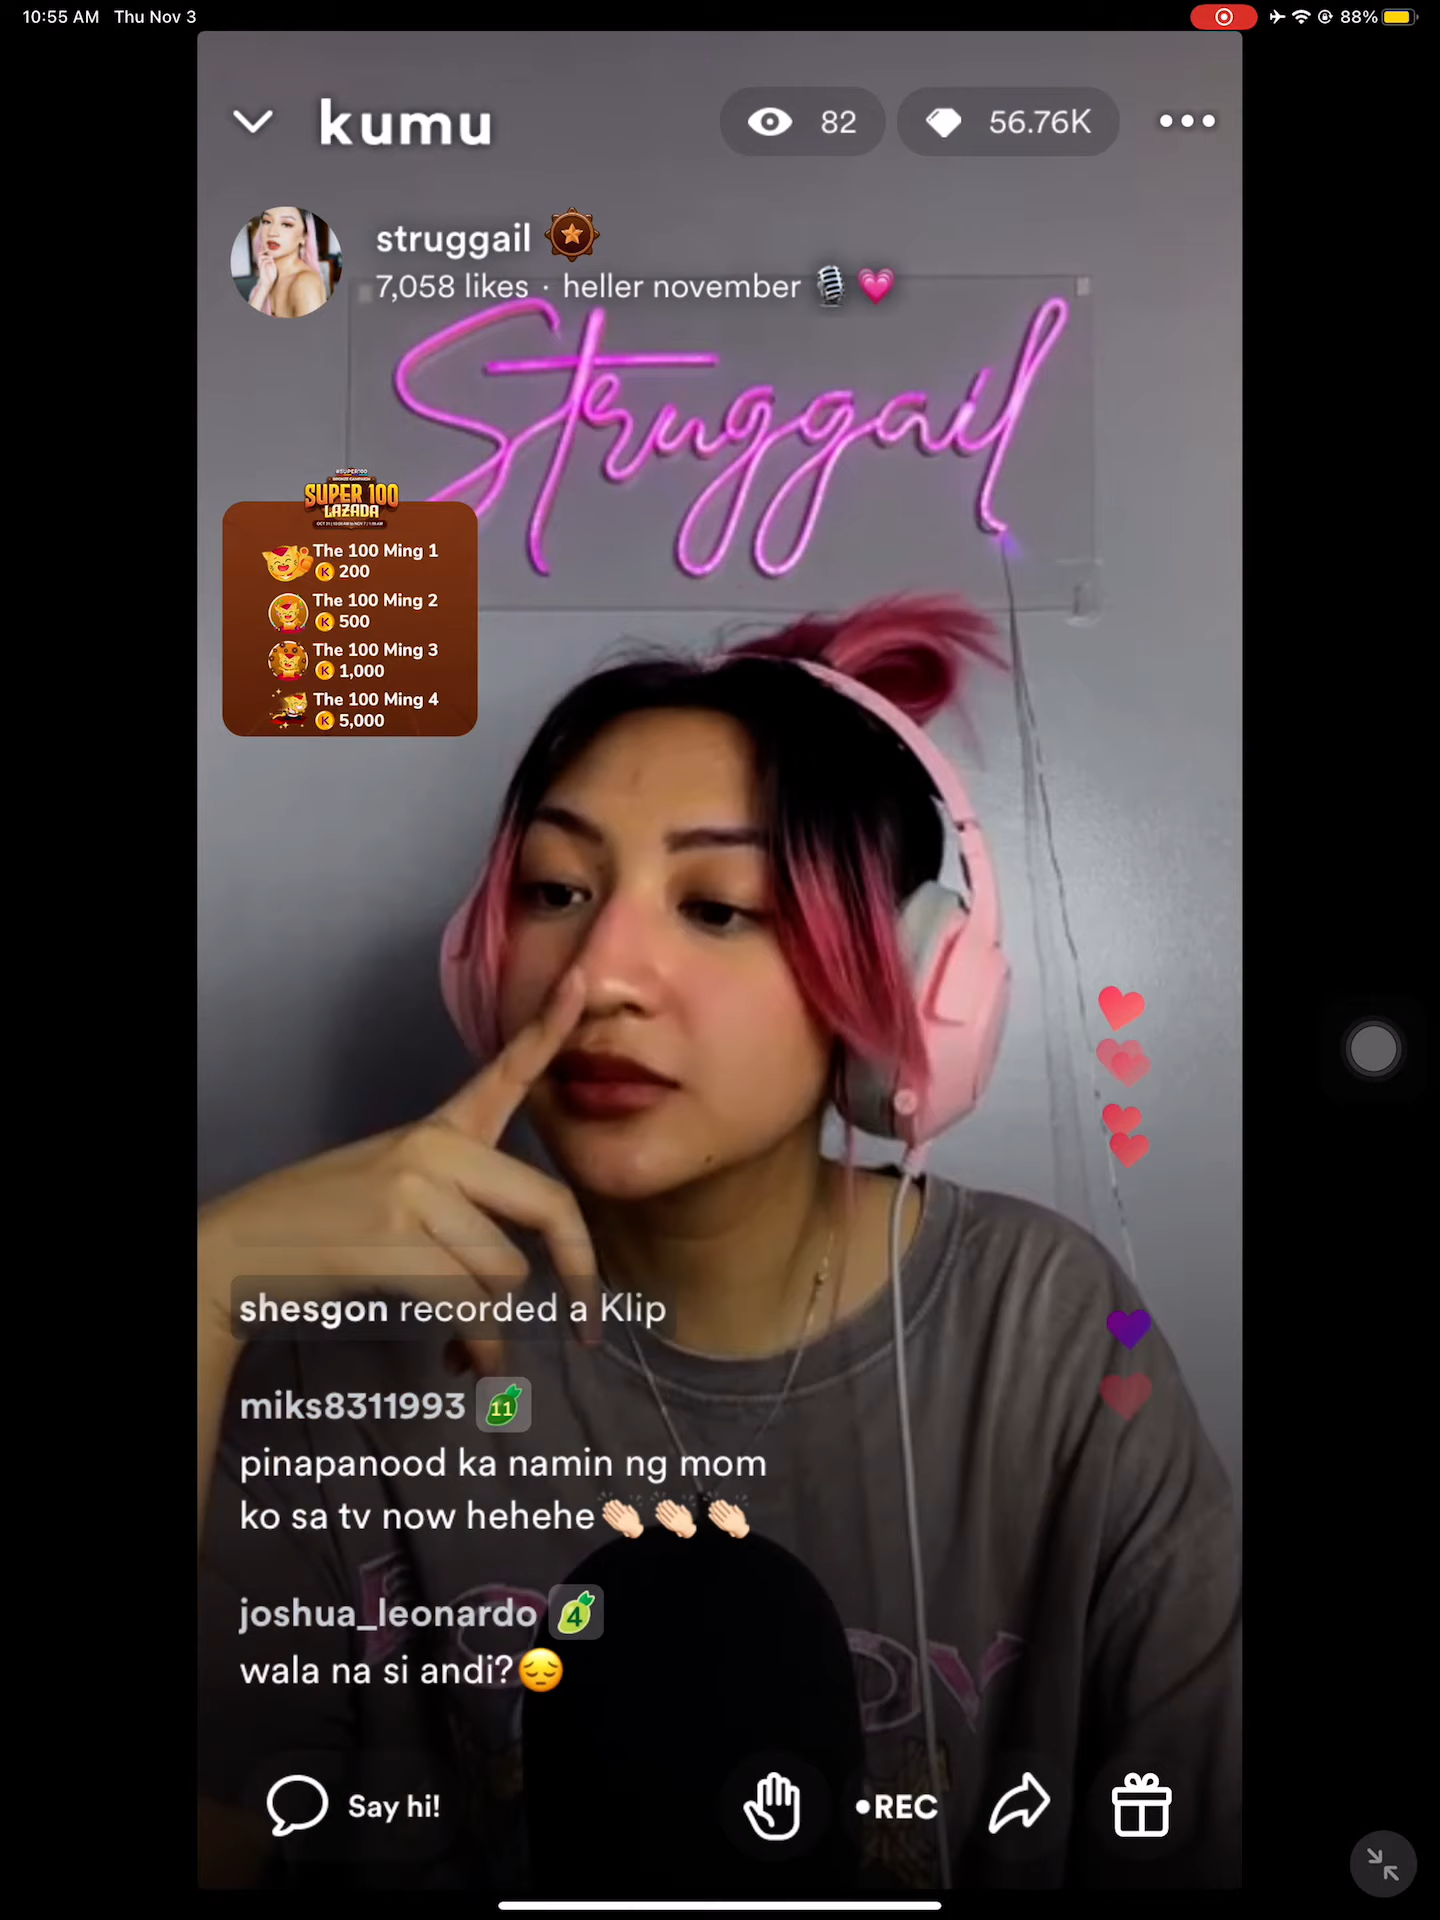 10:55 AM Thu Nov 3
88%
kumu
82
56.76K
struggail
7,058 likes · heller november 🎙️💗
Struggail
#SUPER100
BRONZE CAMPAIGN
SUPER 100
LAZADA
The 100 Ming 1
K 200
The 100 Ming 2
K 500
The 100 Ming 3
K 1,000
The 100 Ming 4
K 5,000
shesgon recorded a Klip
miks8311993 11
pinapanood ka namin ng mom
ko sa tv now hehehe👏🏻👏🏻👏🏻
joshua_leonardo 4
wala na si andi?😔
Say hi!
•REC